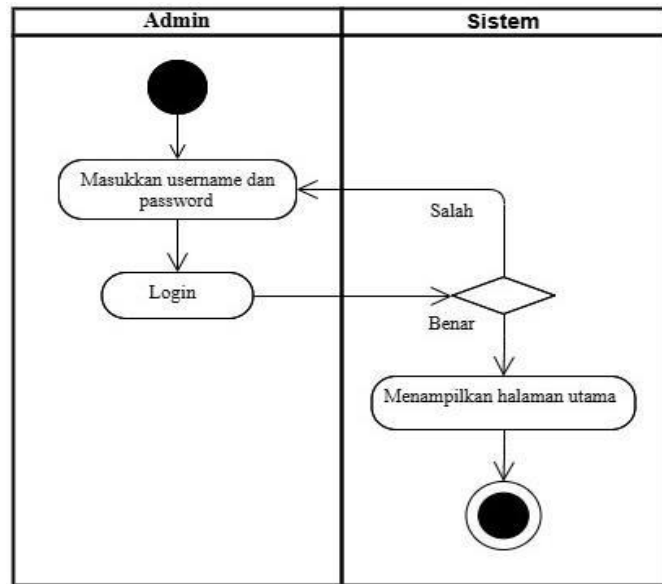 Admin
Sistem
Masukkan username dan
password
Salah
Login
Benar
Menampilkan halaman utama